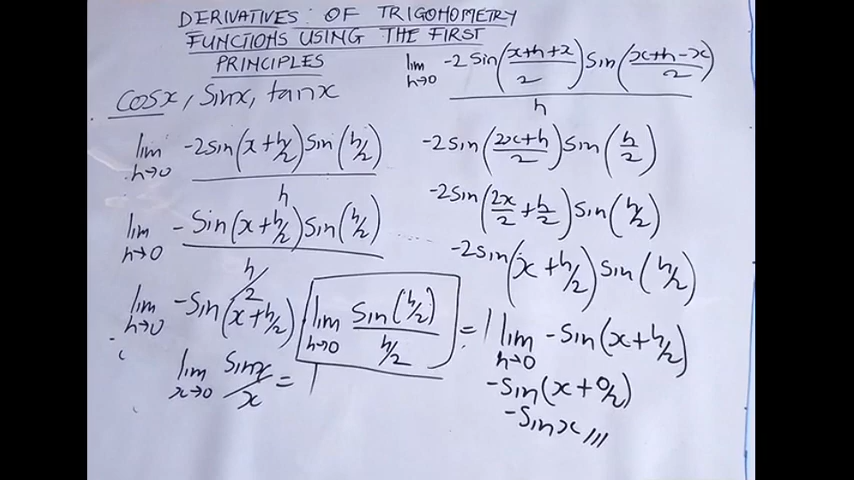 DERIVATIVES: OF TRIGOHOMETRY
FUNCTIONS USING THE FIRST
PRINCIPLES
cosx, sinx, tanx
lim h→0 -2sin((x+h+x)/2)sin((x+h-x)/2) / h
-2sin((2x+h)/2)sin(h/2)
-2sin(2x/2+h/2)sin(h/2)
-2sin(x+h/2)sin(h/2)
lim h→0 -2sin(x+h/2)sin(h/2) / h
lim h→0 -sin(x+h/2)sin(h/2) / h/2
lim h→0 -sin(x+h/2). lim h→0 sin(h/2) / h/2 = 1
lim x→0 sinx/x = 1
lim h→0 -sin(x+h/2)
-sin(x+0/2)
-sinx,,,